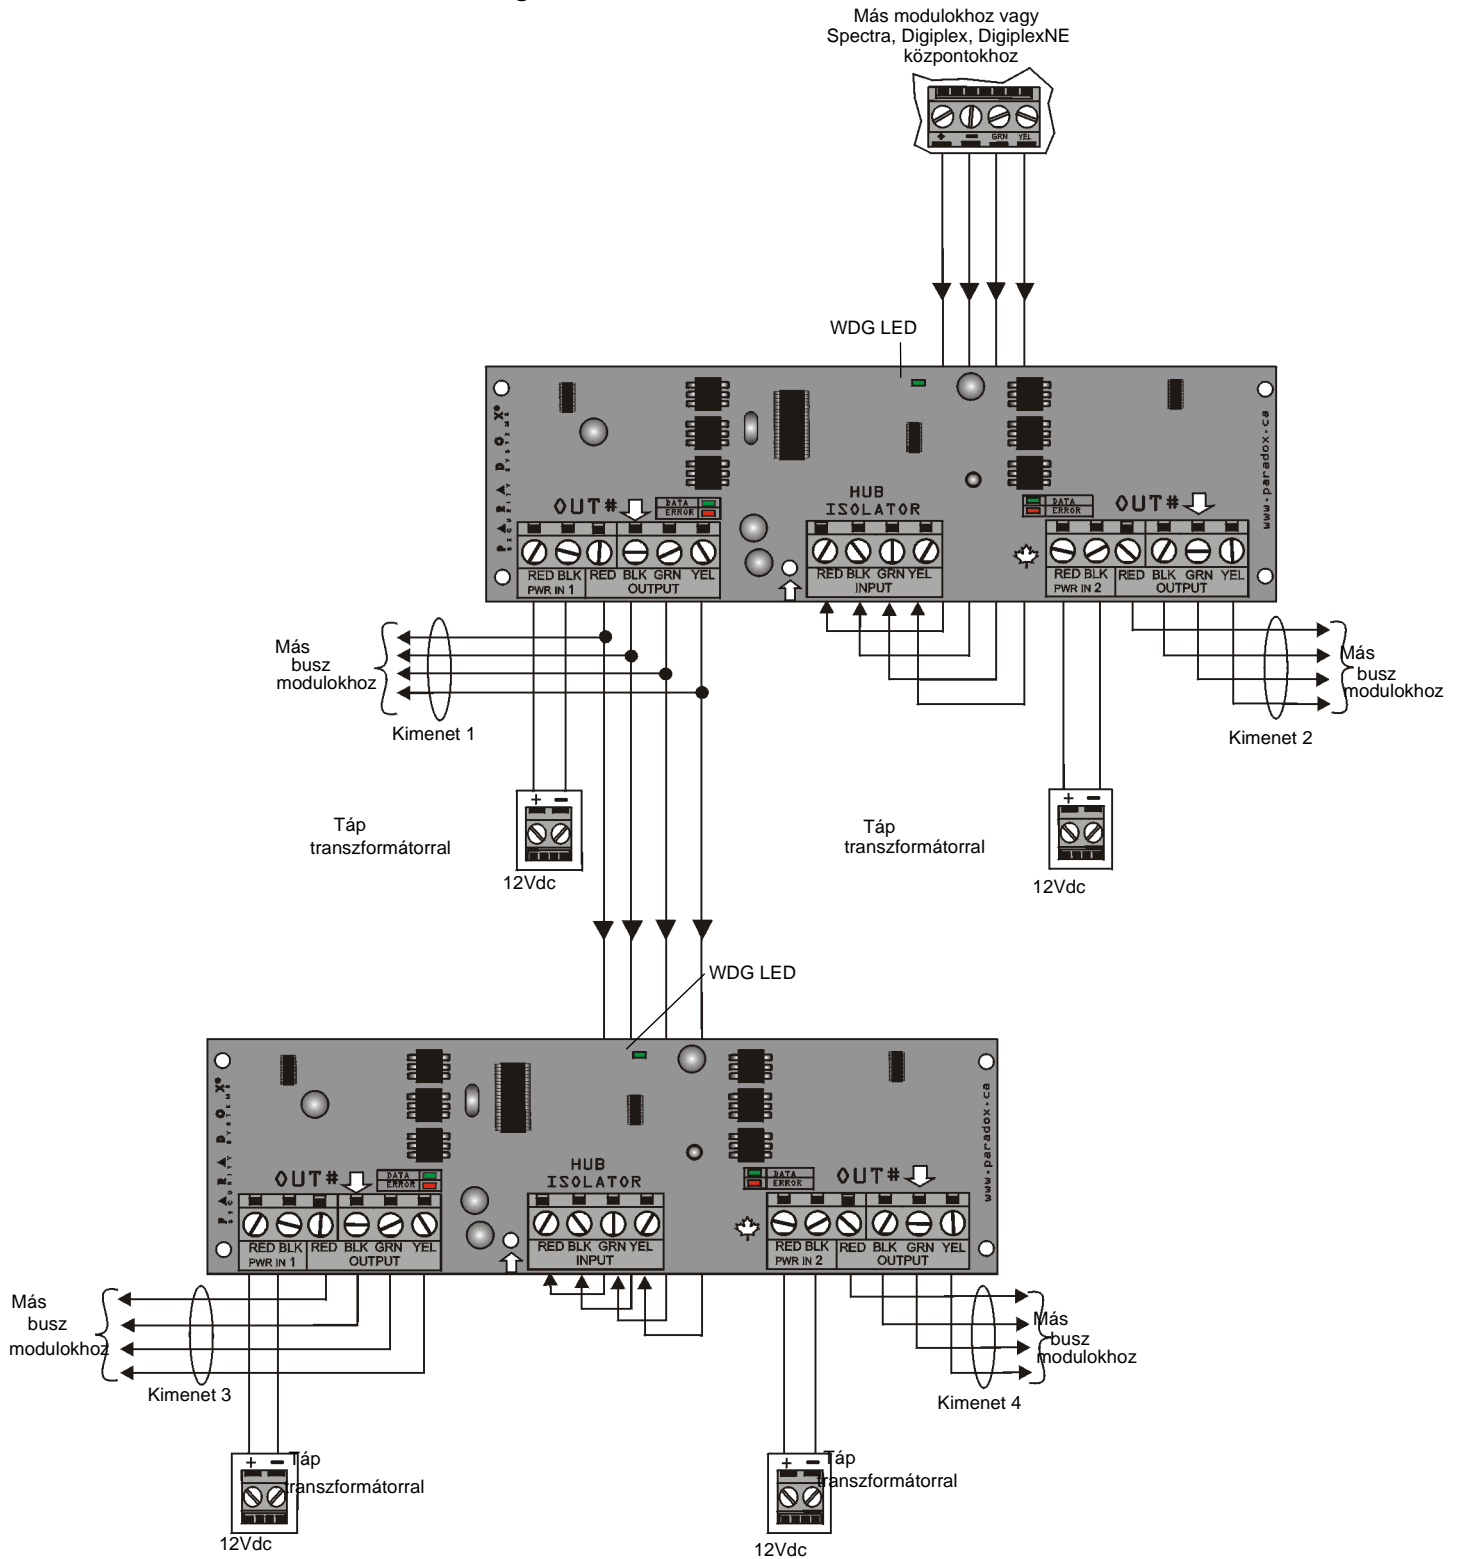 g
Más modulokhoz vagy
Spectra, Digiplex, DigiplexNE
központokhoz
+ – GRN YEL
WDG LED
PARADOX®
SECURITY SYSTEMS
OUT#
DATA
ERROR
HUB
ISOLATOR
DATA
ERROR
OUT#
www.paradox.ca
RED BLK RED BLK GRN YEL
PWR IN 1 OUTPUT
RED BLK GRN YEL
INPUT
RED BLK RED BLK GRN YEL
PWR IN 2 OUTPUT
Más
busz
modulokhoz
Kimenet 1
Más
busz
modulokhoz
Kimenet 2
+ –
Táp
transzformátorral
12Vdc
+ –
Táp
transzformátorral
12Vdc
WDG LED
PARADOX®
SECURITY SYSTEMS
OUT#
DATA
ERROR
HUB
ISOLATOR
DATA
ERROR
OUT#
www.paradox.ca
RED BLK RED BLK GRN YEL
PWR IN 1 OUTPUT
RED BLK GRN YEL
INPUT
RED BLK RED BLK GRN YEL
PWR IN 2 OUTPUT
Más
busz
modulokhoz
Kimenet 3
Más
busz
modulokhoz
Kimenet 4
+ –
Táp
transzformátorral
12Vdc
+ –
Táp
transzformátorral
12Vdc